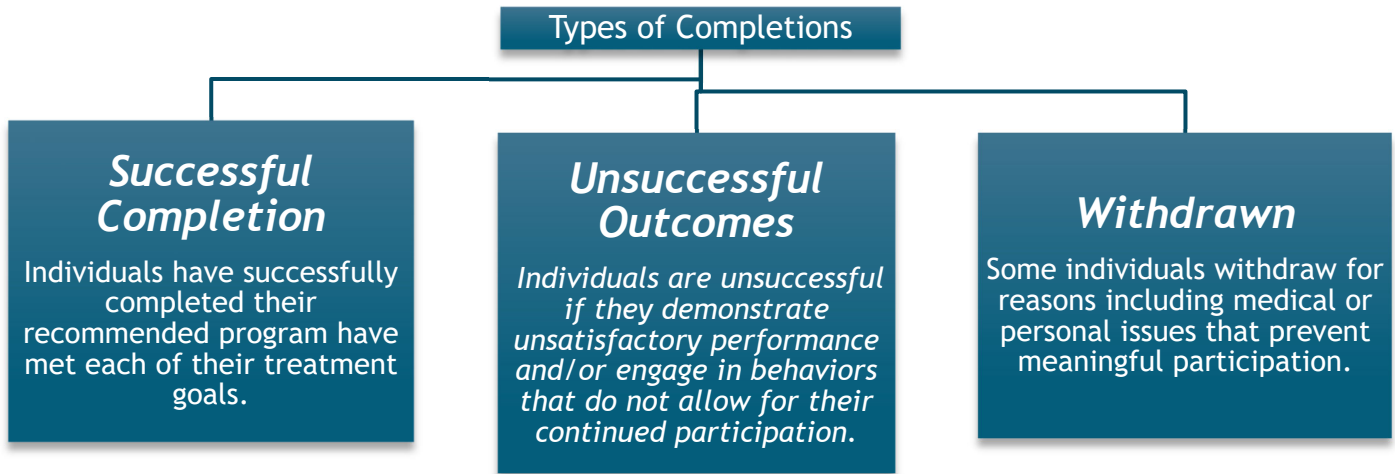 Types of Completions
Successful
Completion
Individuals have successfully
completed their
recommended program have
met each of their treatment
goals.
Unsuccessful
Outcomes
Individuals are unsuccessful
if they demonstrate
unsatisfactory performance
and/or engage in behaviors
that do not allow for their
continued participation.
Withdrawn
Some individuals withdraw for
reasons including medical or
personal issues that prevent
meaningful participation.